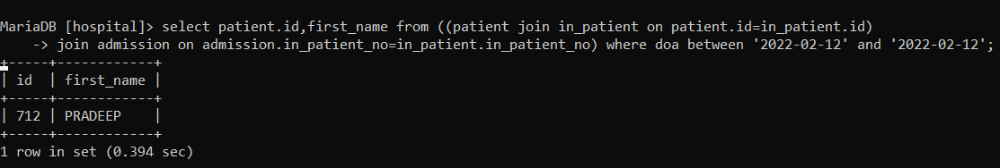 MariaDB [hospital]> select patient.id,first_name from ((patient join in_patient on patient.id=in_patient.id)
    -> join admission on admission.in_patient_no=in_patient.in_patient_no) where doa between '2022-02-12' and '2022-02-12';
+-----+------------+
| id  | first_name |
+-----+------------+
| 712 | PRADEEP    |
+-----+------------+
1 row in set (0.394 sec)